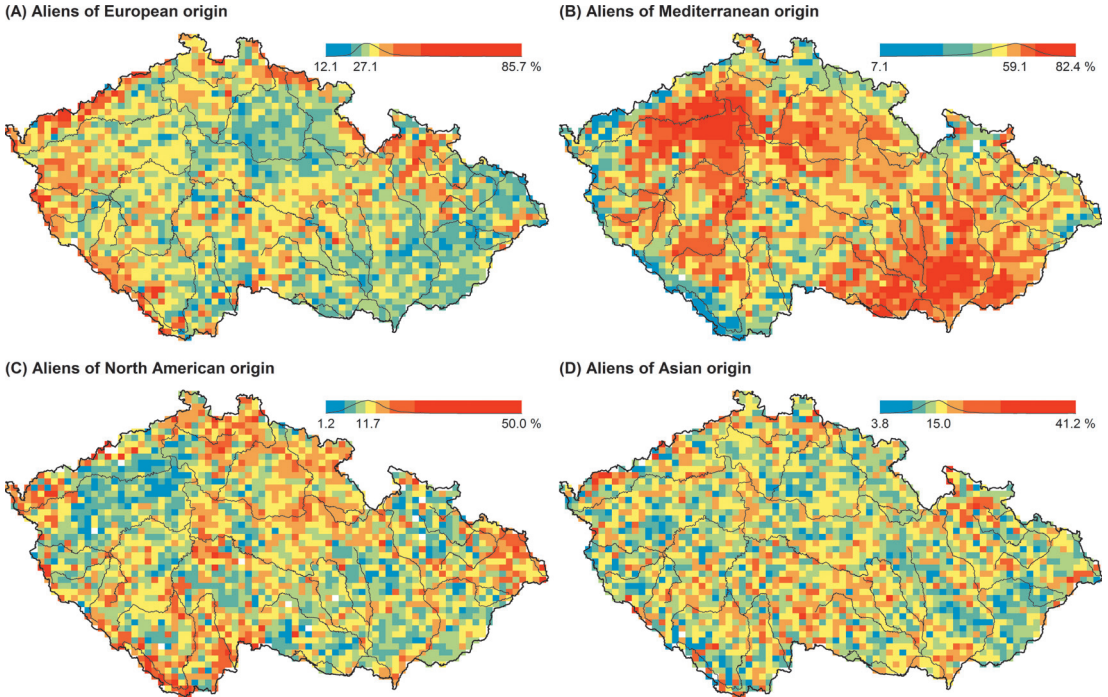 (A) Aliens of European origin
12.1 27.1 85.7 %
(B) Aliens of Mediterranean origin
7.1 59.1 82.4 %
(C) Aliens of North American origin
1.2 11.7 50.0 %
(D) Aliens of Asian origin
3.8 15.0 41.2 %